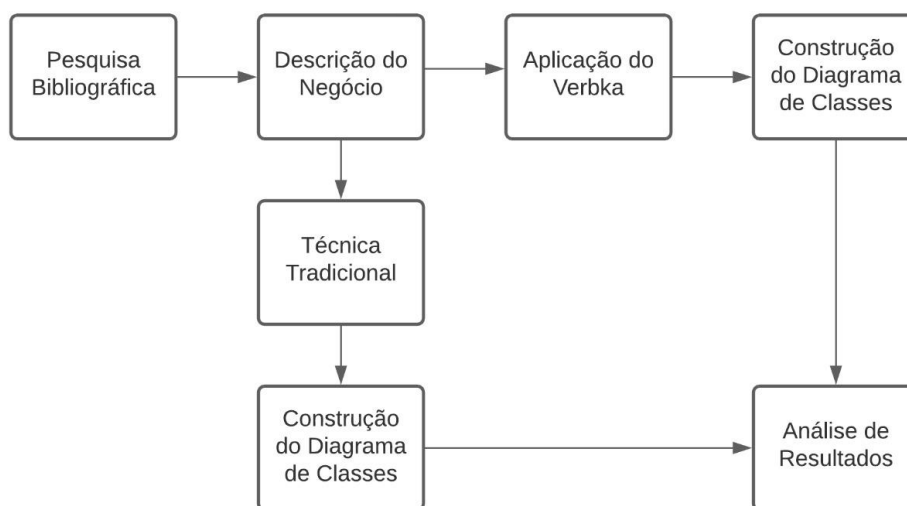 Pesquisa
Bibliográfica
Descrição do
Negócio
Aplicação do
Verbka
Construção
do Diagrama
de Classes
Técnica
Tradicional
Construção
do Diagrama
de Classes
Análise de
Resultados